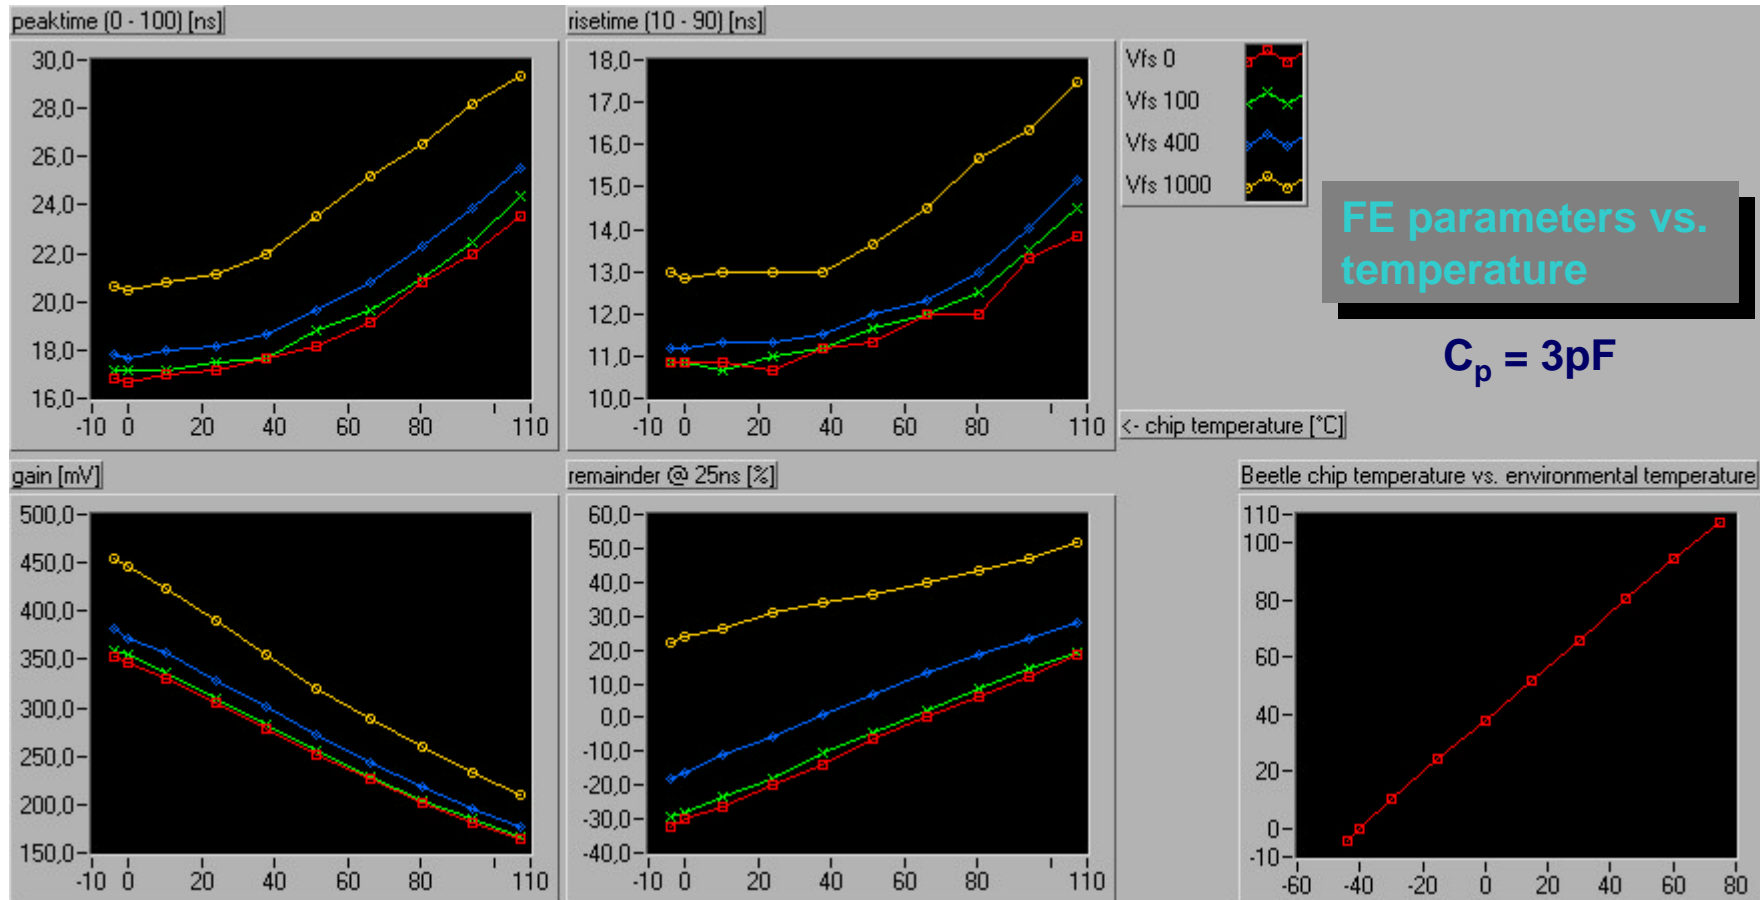 peaktime (0 - 100) [ns]
30,0
28,0
26,0
24,0
22,0
20,0
18,0
16,0
-10 0 20 40 60 80 110
risetime (10 - 90) [ns]
18,0
17,0
16,0
15,0
14,0
13,0
12,0
11,0
10,0
-10 0 20 40 60 80 110
Vfs 0
Vfs 100
Vfs 400
Vfs 1000
FE parameters vs.
temperature
Cp = 3pF
<- chip temperature [°C]
gain [mV]
500,0
450,0
400,0
350,0
300,0
250,0
200,0
150,0
-10 0 20 40 60 80 110
remainder @ 25ns [%]
60,0
50,0
40,0
30,0
20,0
10,0
0,0
-10,0
-20,0
-30,0
-40,0
-10 0 20 40 60 80 110
Beetle chip temperature vs. environmental temperature
110
100
80
60
40
20
0
-10
-60 -40 -20 0 20 40 60 80